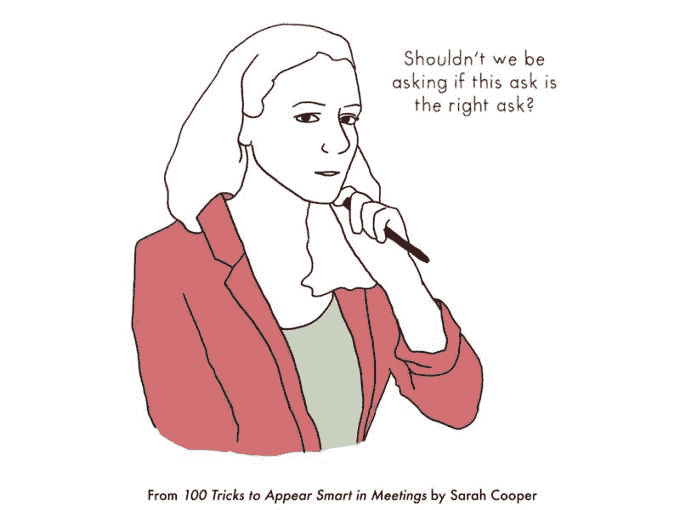 Shouldn't we be
asking if this ask is
the right ask?
From 100 Tricks to Appear Smart in Meetings by Sarah Cooper